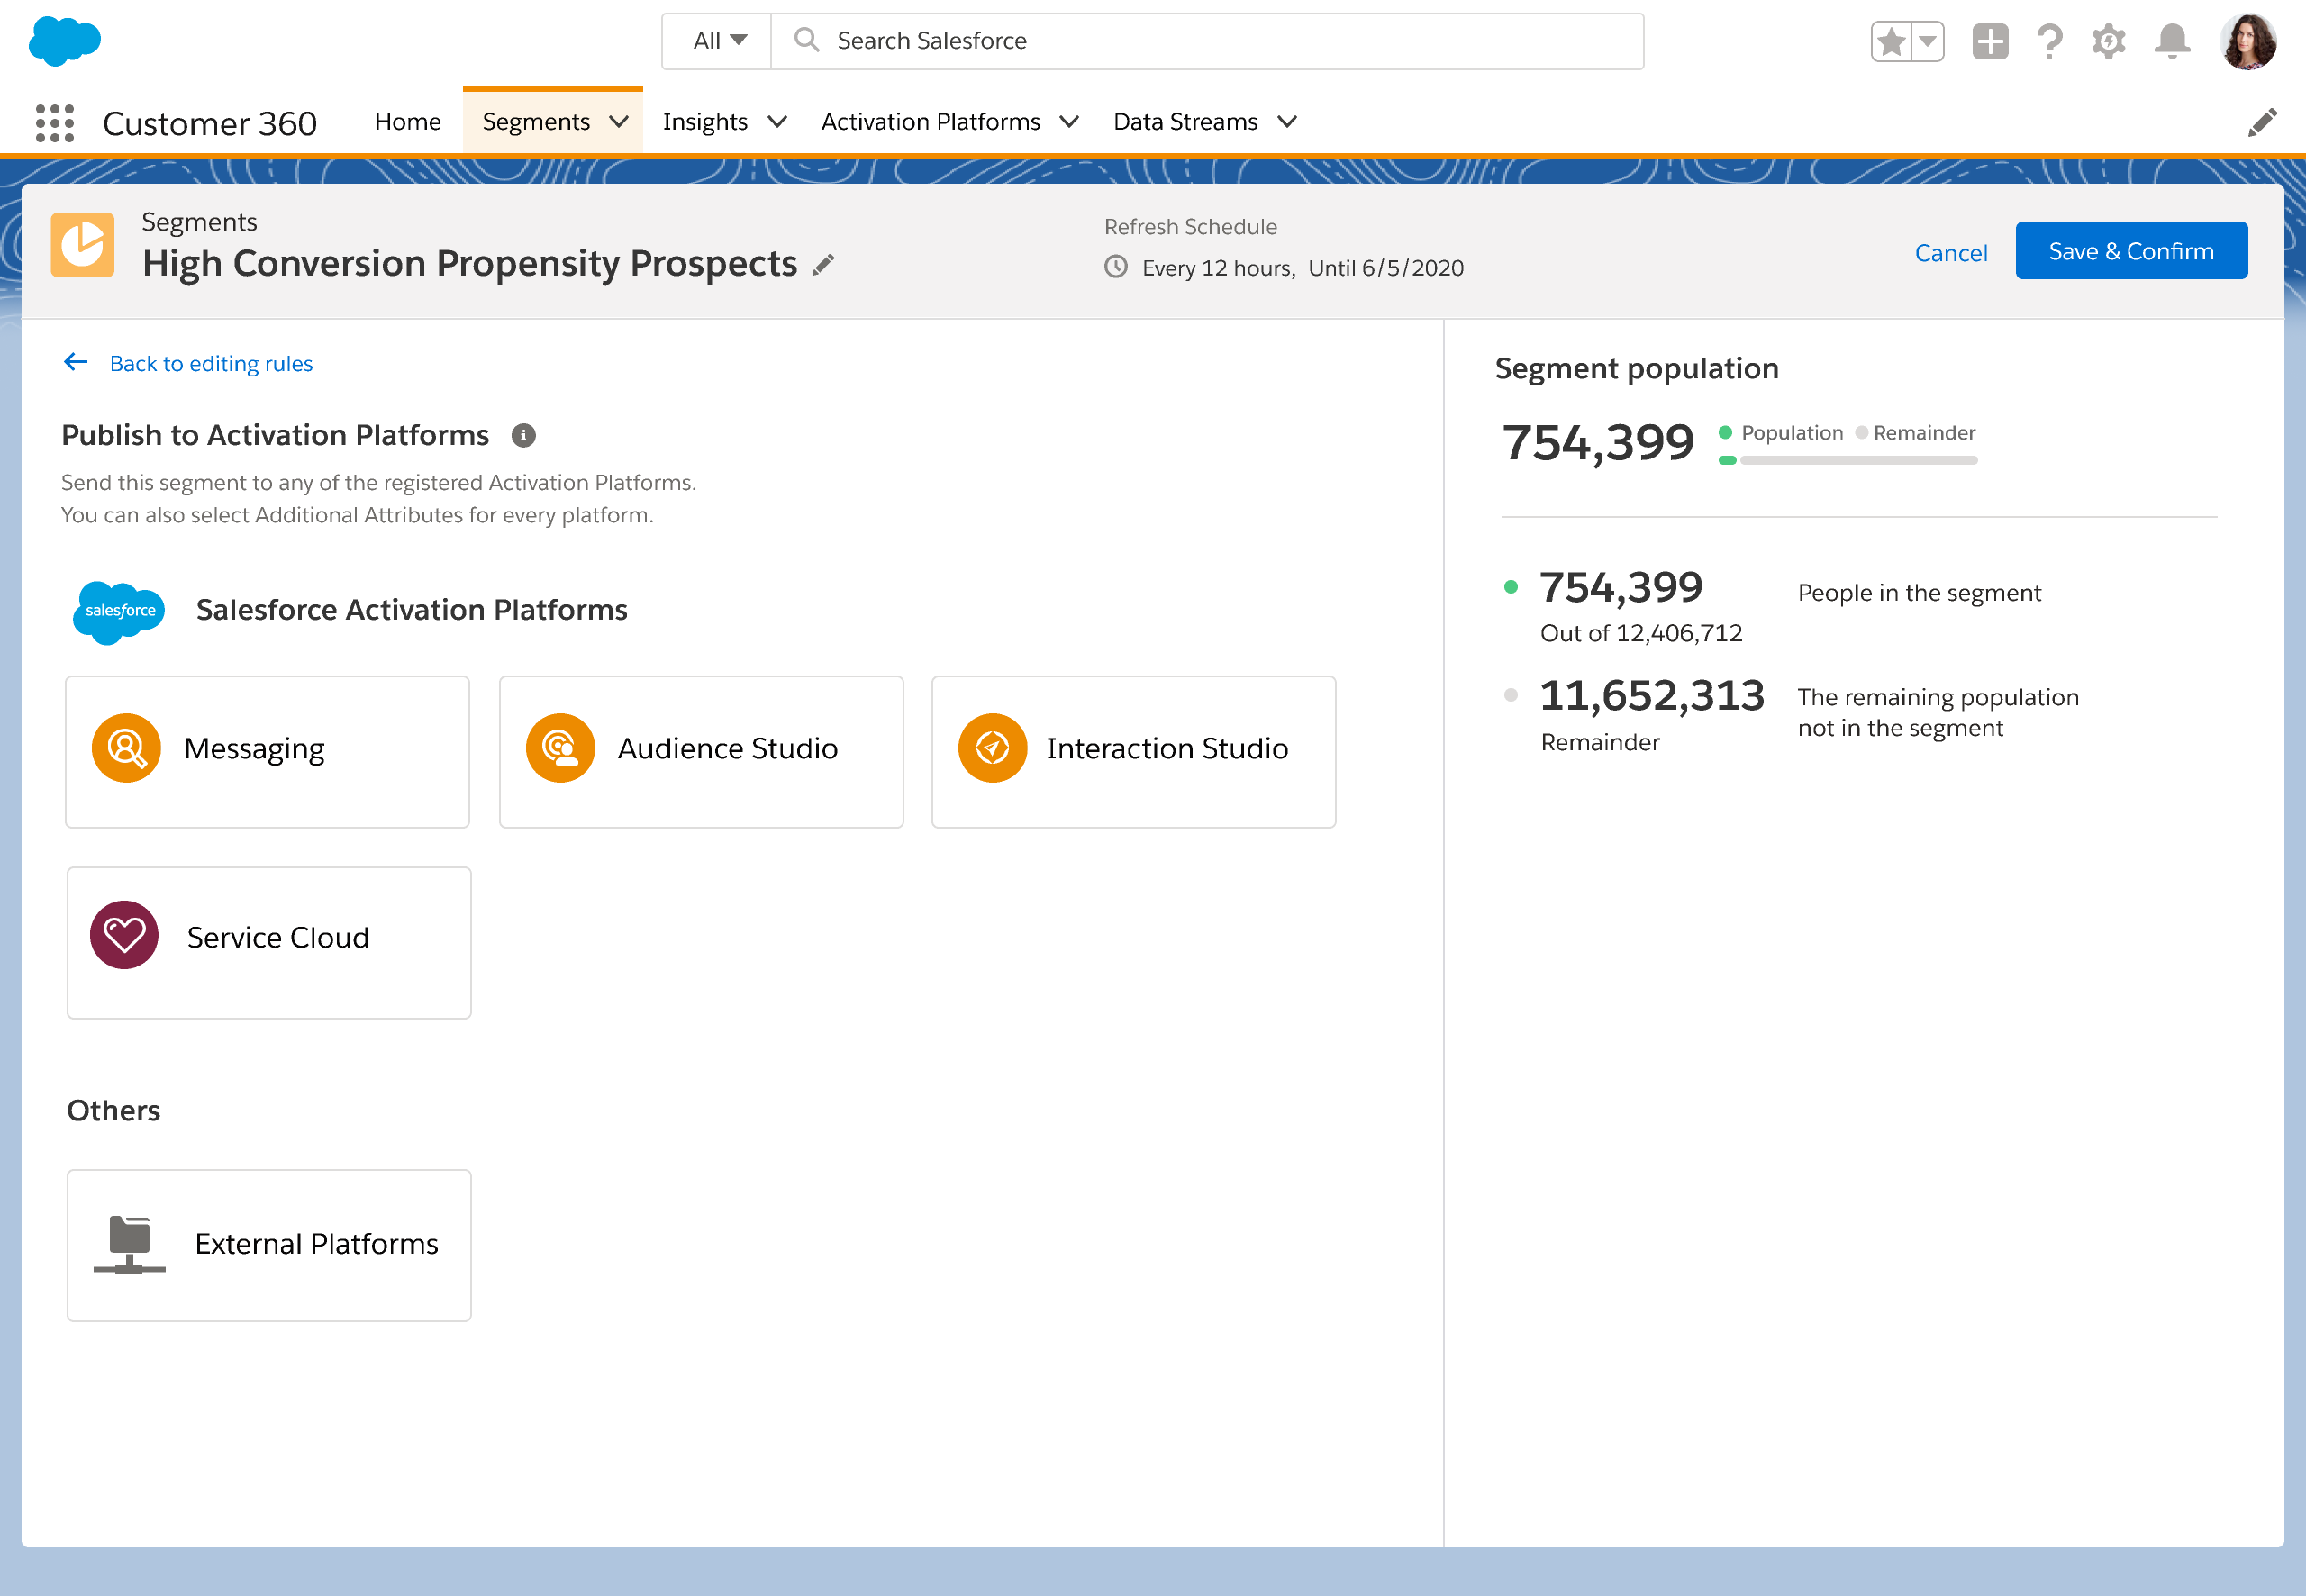 All
Search Salesforce
Customer 360
Home
Segments
Insights
Activation Platforms
Data Streams
Segments
High Conversion Propensity Prospects
Refresh Schedule
Every 12 hours, Until 6/5/2020
Cancel
Save & Confirm
Back to editing rules
Publish to Activation Platforms
Send this segment to any of the registered Activation Platforms.
You can also select Additional Attributes for every platform.
salesforce
Salesforce Activation Platforms
Messaging
Audience Studio
Interaction Studio
Service Cloud
Others
External Platforms
Segment population
754,399
Population
Remainder
754,399
People in the segment
Out of 12,406,712
11,652,313
The remaining population
not in the segment
Remainder